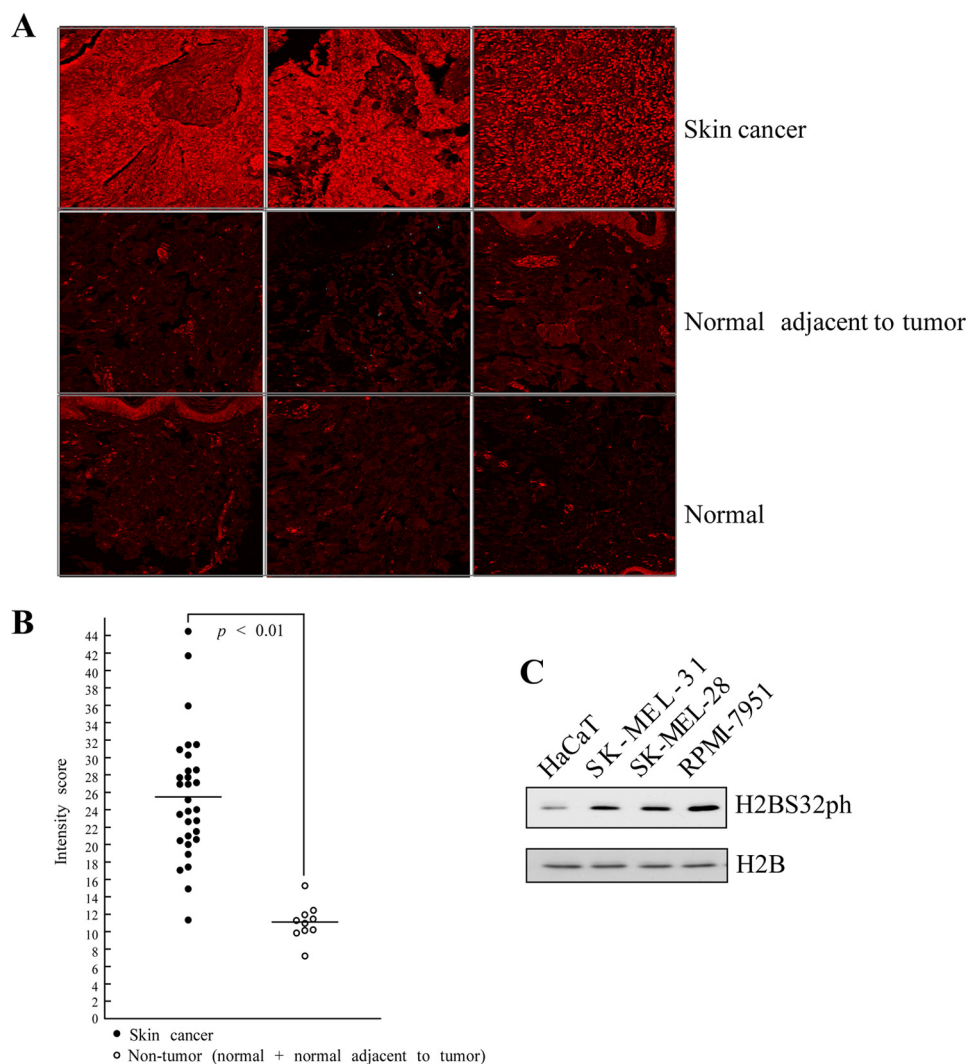 A
Skin cancer
Normal adjacent to tumor
Normal
B
p < 0.01
Intensity score
44
42
40
38
36
34
32
30
28
26
24
22
20
18
16
14
12
10
8
6
4
2
0
Skin cancer
Non-tumor (normal + normal adjacent to tumor)
C
HaCaT
SK-MEL-31
SK-MEL-28
RPMI-7951
H2BS32ph
H2B